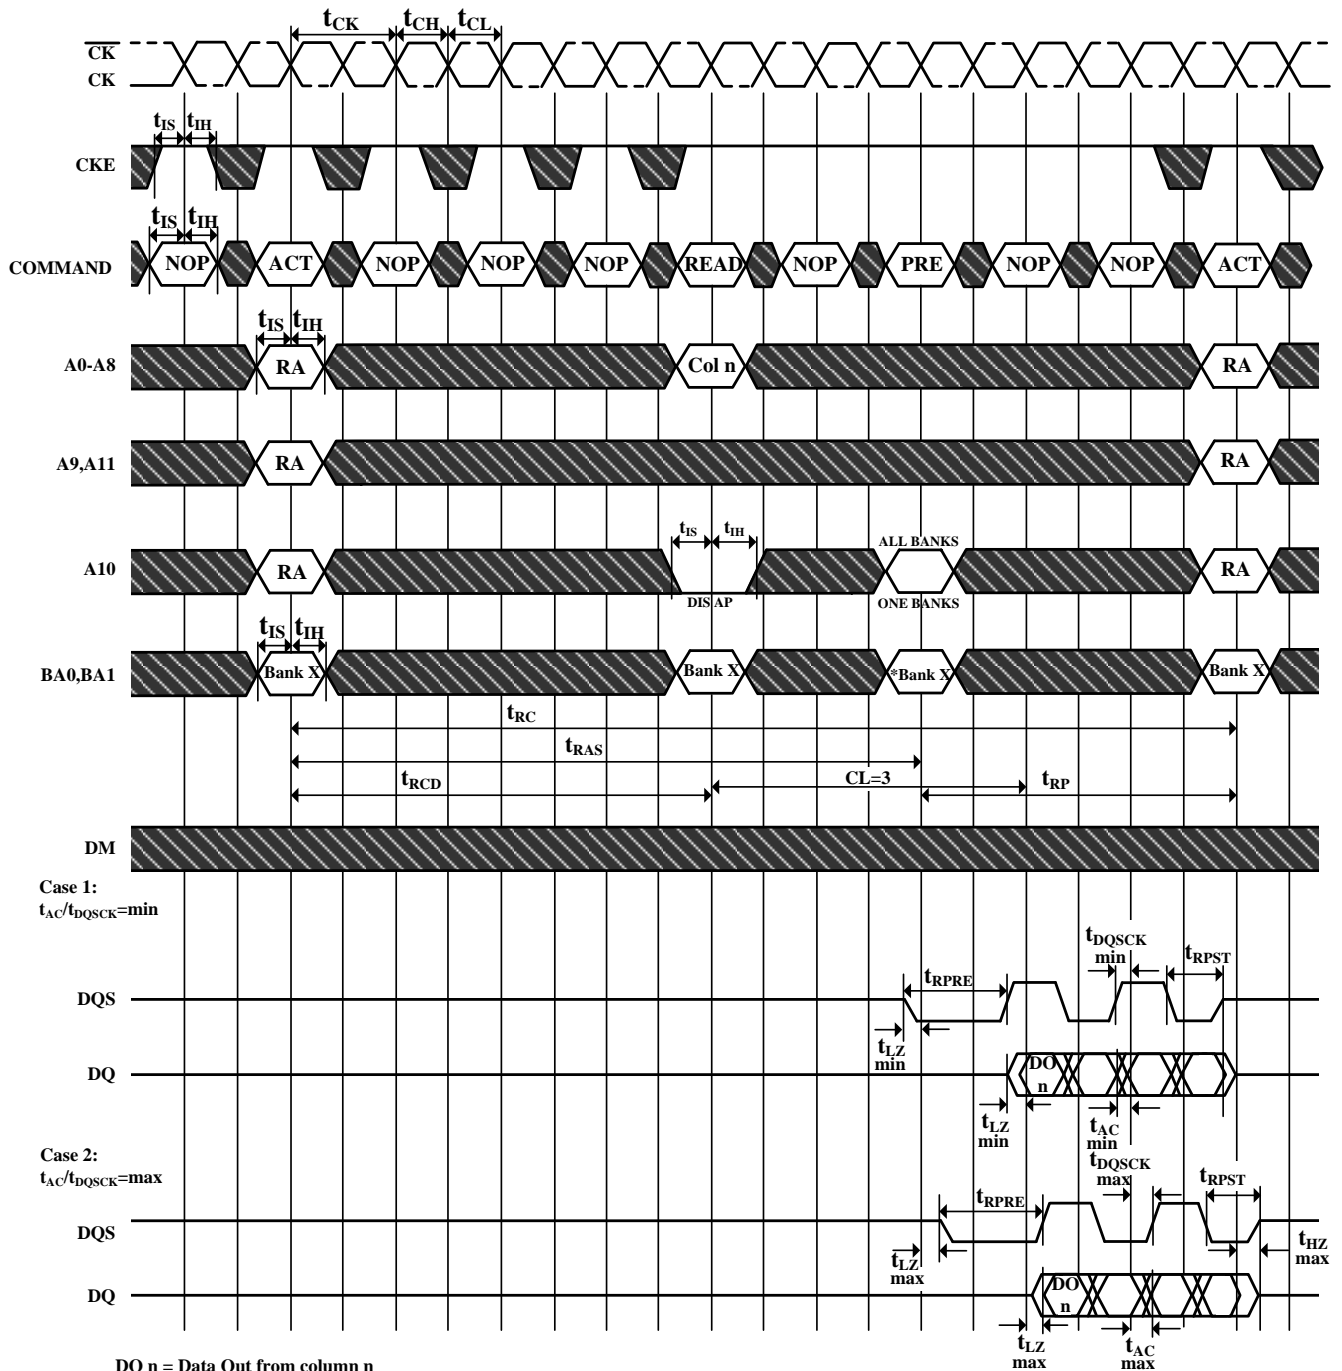 tCK tCH tCL
CK
CK
tIS tIH
CKE
tIS tIH
COMMAND NOP ACT NOP NOP NOP READ NOP PRE NOP NOP ACT
tIS tIH
A0-A8 RA Col n RA
A9,A11 RA RA
tIS tIH ALL BANKS
A10 RA RA
DIS AP ONE BANKS
tIS tIH
BA0,BA1 Bank X Bank X *Bank X Bank X
tRC
tRAS
tRCD CL=3 tRP
DM
Case 1:
tAC/tDQSCK=min
tDQSCK
min
tRPST
tRPRE
DQS
tLZ
min
DQ DO
n
tLZ
min
tAC
min
Case 2:
tAC/tDQSCK=max
tDQSCK
max
tRPST
tRPRE
DQS
tLZ
max
tHZ
max
DQ DO
n
tLZ
max
tAC
max
DO n = Data Out from column n